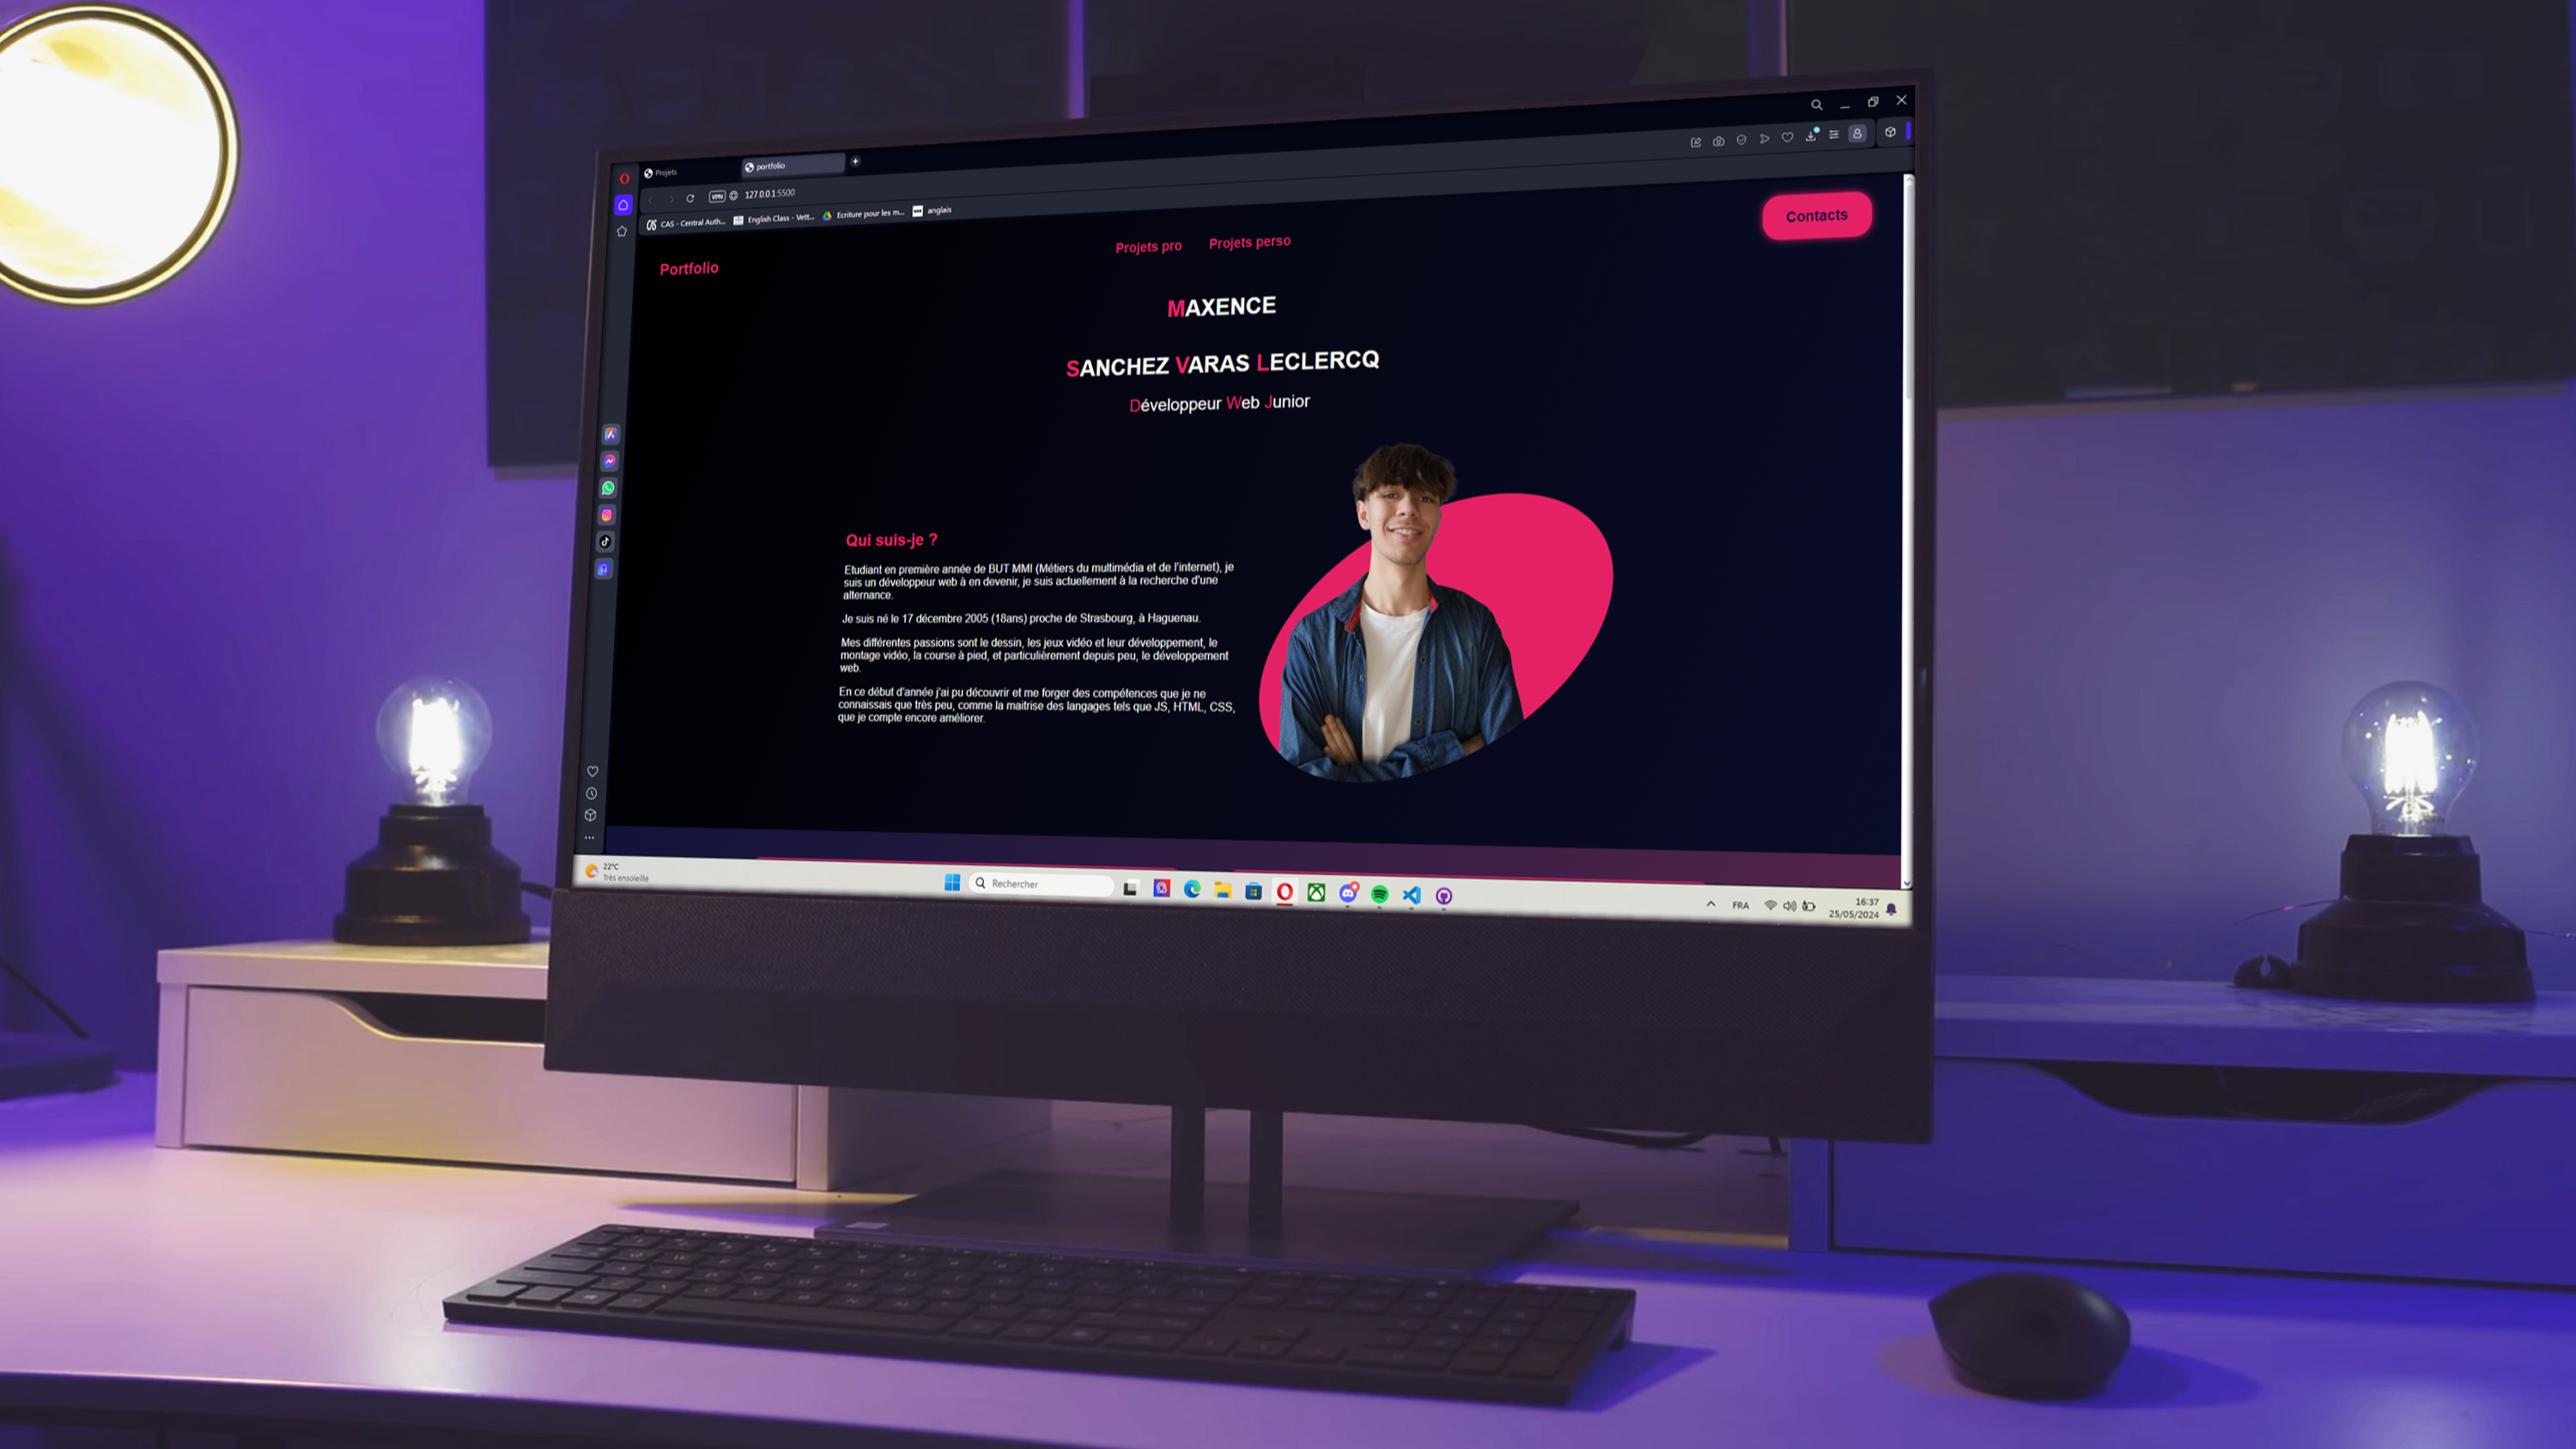 Projets
portfolio
VPN
127.0.0.1:5500
CAS - Central Auth...
English Class - Vett...
Ecriture pour les m...
anglais
Contacts
Portfolio
Projets pro
Projets perso
MAXENCE
SANCHEZ VARAS LECLERCQ
Développeur Web Junior
Qui suis-je ?
Etudiant en première année de BUT MMI (Métiers du multimédia et de l'internet), je
suis un développeur web à en devenir, je suis actuellement à la recherche d'une
alternance.
Je suis né le 17 décembre 2005 (18ans) proche de Strasbourg, à Haguenau.
Mes différentes passions sont le dessin, les jeux vidéo et leur développement, le
montage vidéo, la course à pied, et particulièrement depuis peu, le développement
web.
En ce début d'année j'ai pu découvrir et me forger des compétences que je ne
connaissais que très peu, comme la maitrise des langages tels que JS, HTML, CSS,
que je compte encore améliorer.
22°C
Très ensoleillé
Rechercher
FRA
16:37
25/05/2024